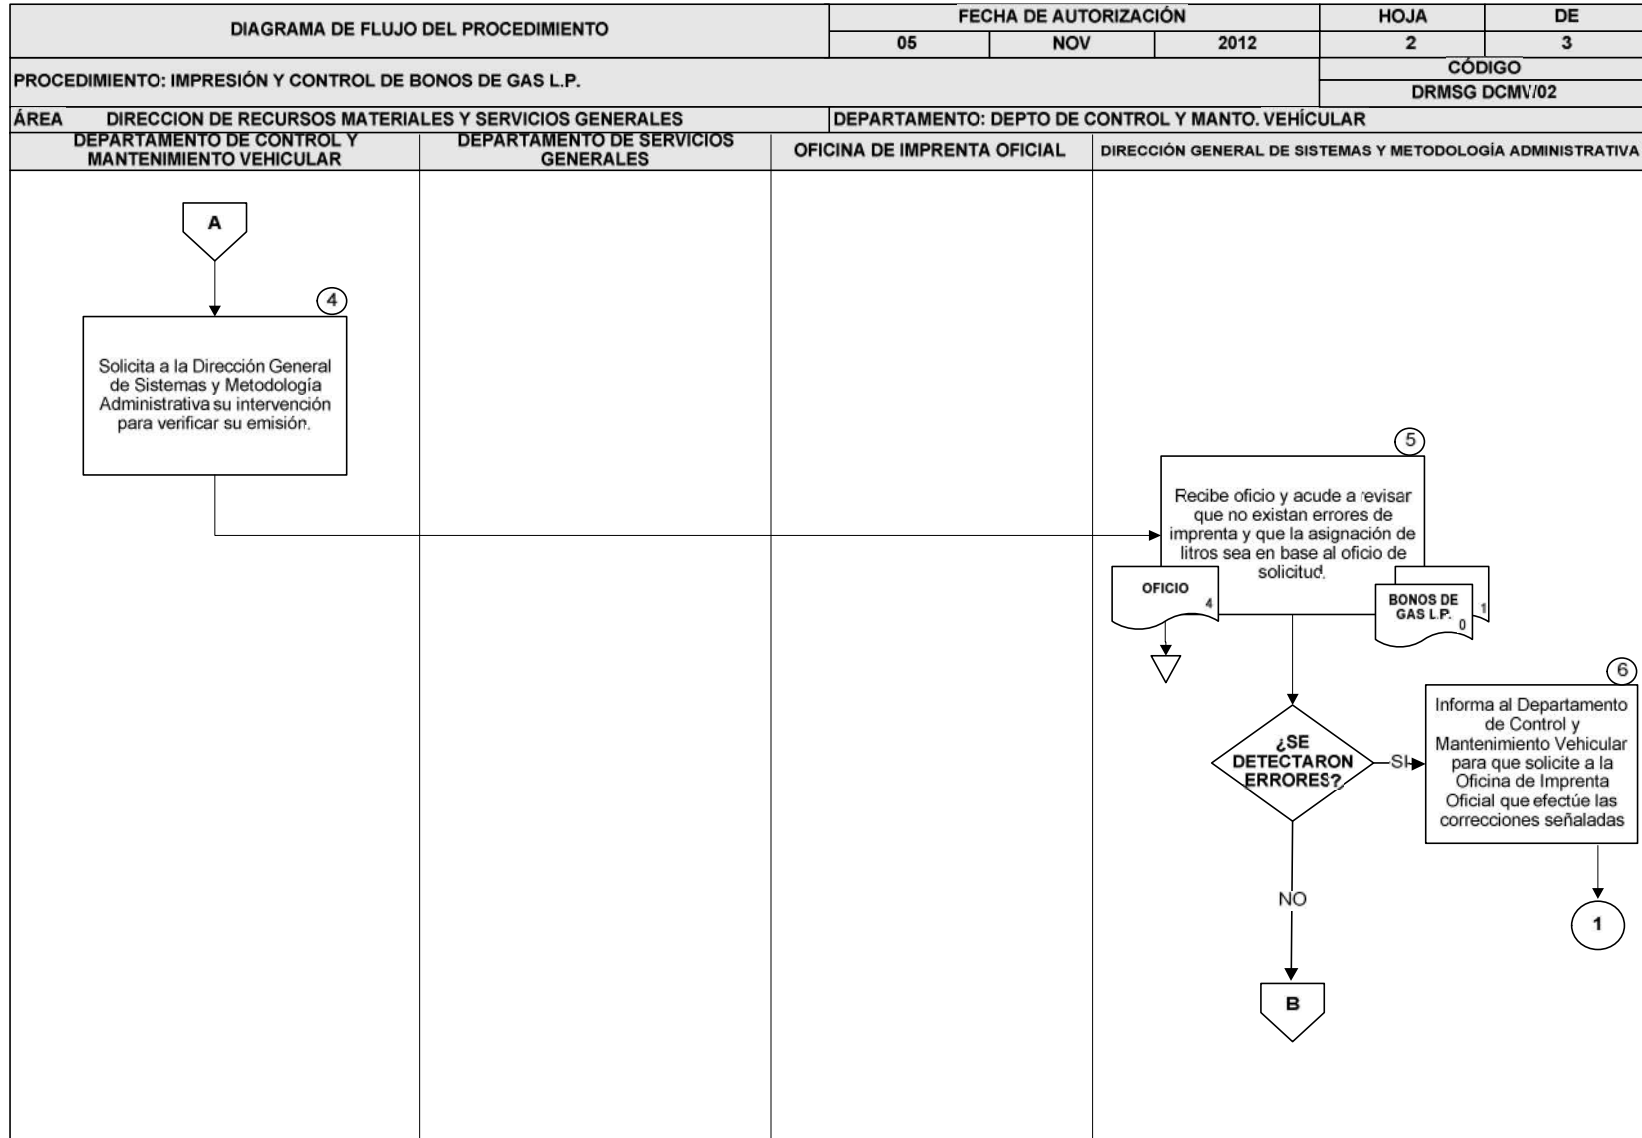 DIAGRAMA DE FLUJO DEL PROCEDIMIENTO
FECHA DE AUTORIZACIÓN
HOJA
DE
05
NOV
2012
2
3
PROCEDIMIENTO: IMPRESIÓN Y CONTROL DE BONOS DE GAS L.P.
CÓDIGO
DRMSG DCMV/02
ÁREA DIRECCION DE RECURSOS MATERIALES Y SERVICIOS GENERALES
DEPARTAMENTO: DEPTO DE CONTROL Y MANTO. VEHÍCULAR
DEPARTAMENTO DE CONTROL Y
MANTENIMIENTO VEHICULAR
DEPARTAMENTO DE SERVICIOS
GENERALES
OFICINA DE IMPRENTA OFICIAL
DIRECCIÓN GENERAL DE SISTEMAS Y METODOLOGÍA ADMINISTRATIVA
A
4
Solicita a la Dirección General
de Sistemas y Metodología
Administrativa su intervención
para verificar su emisión.
5
Recibe oficio y acude a revisar
que no existan errores de
imprenta y que la asignación de
litros sea en base al oficio de
solicitud.
OFICIO
4
BONOS DE
GAS L.P.
0
1
6
Informa al Departamento
de Control y
Mantenimiento Vehicular
para que solicite a la
Oficina de Imprenta
Oficial que efectúe las
correcciones señaladas
¿SE
DETECTARON
ERRORES?
SI
NO
1
B